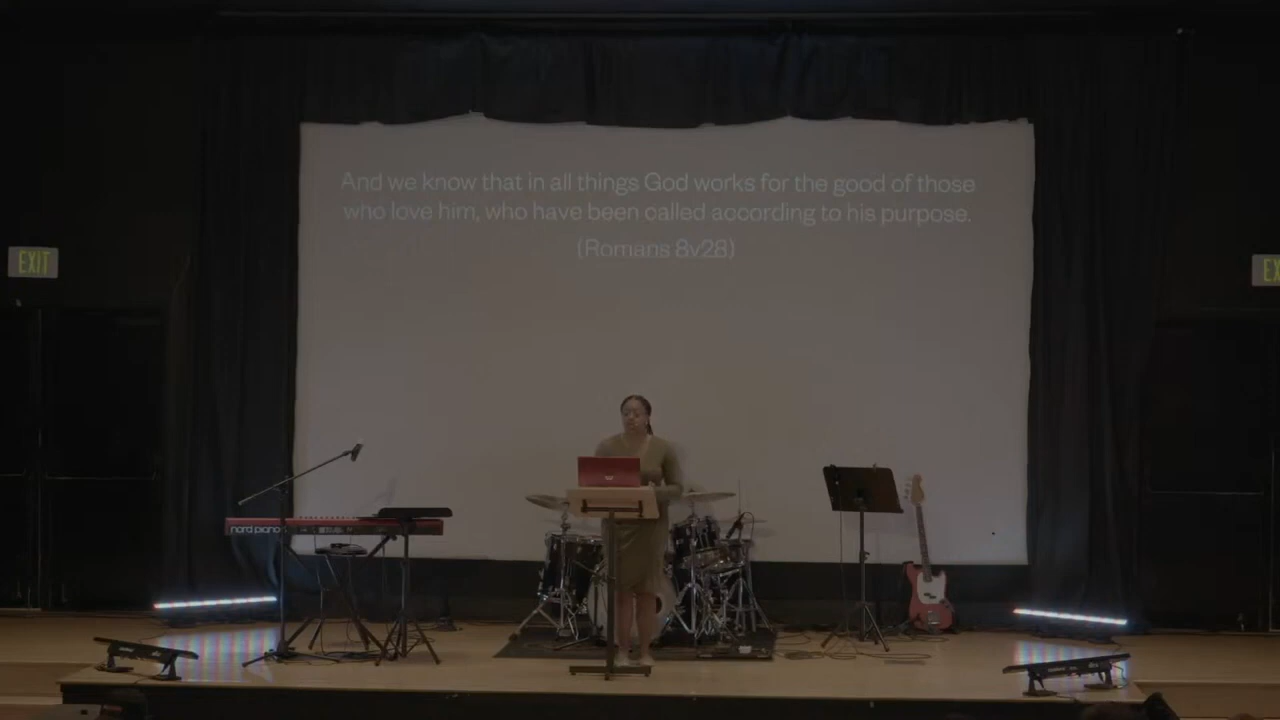 And we know that in all things God works for the good of those
who love him, who have been called according to his purpose.
(Romans 8v28)
EXIT
EX
nord piano